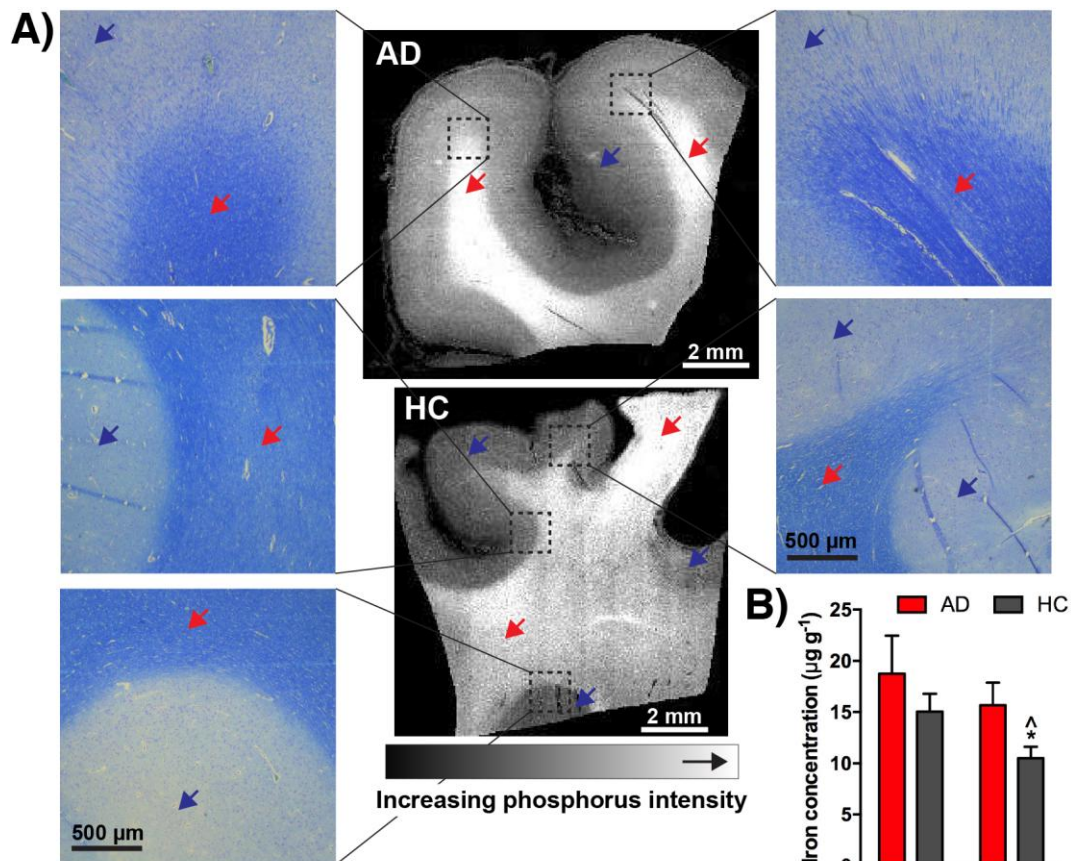 A)
AD
2 mm
HC
2 mm
500 µm
500 µm
Increasing phosphorus intensity
B)
AD HC
Iron concentration (µg g⁻¹)
25
20
15
10
5
^
*